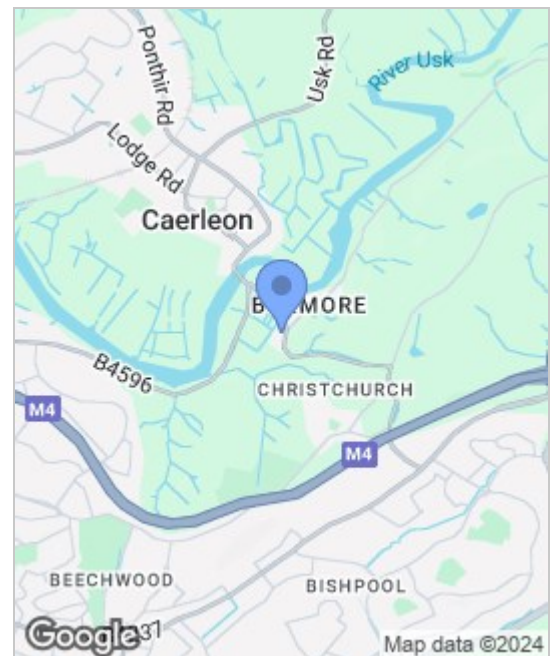 Ponthir Rd
Usk Rd
River Usk
Lodge Rd
Caerleon
B4596
CHRISTCHURCH
M4
M4
BEECHWOOD
BISHPOOL
Google
Map data ©2024